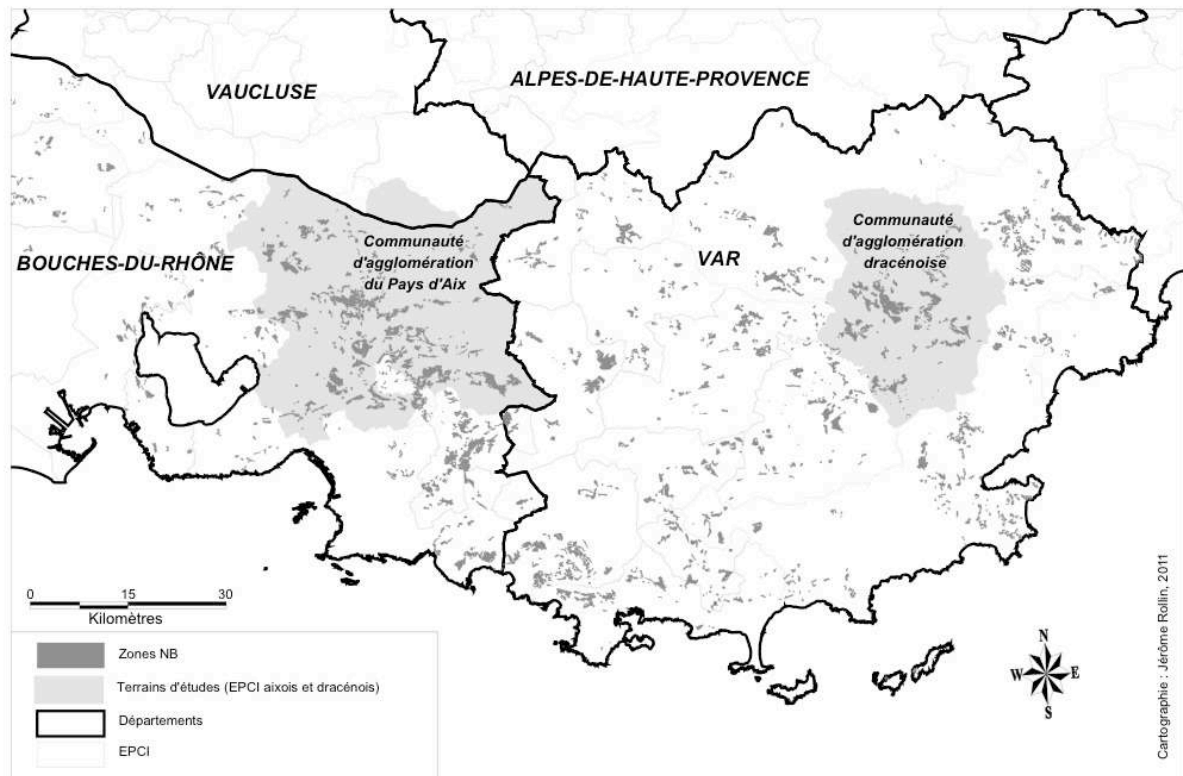 VAUCLUSE
ALPES-DE-HAUTE-PROVENCE
BOUCHES-DU-RHÔNE
Communauté
d'agglomération
du Pays d'Aix
VAR
Communauté
d'agglomération
dracénoise
0 15 30
Kilomètres
Zones NB
Terrains d'études (EPCI aixois et dracénois)
Départements
EPCI
N
W E
S
Cartographie : Jérôme Rollin, 2011